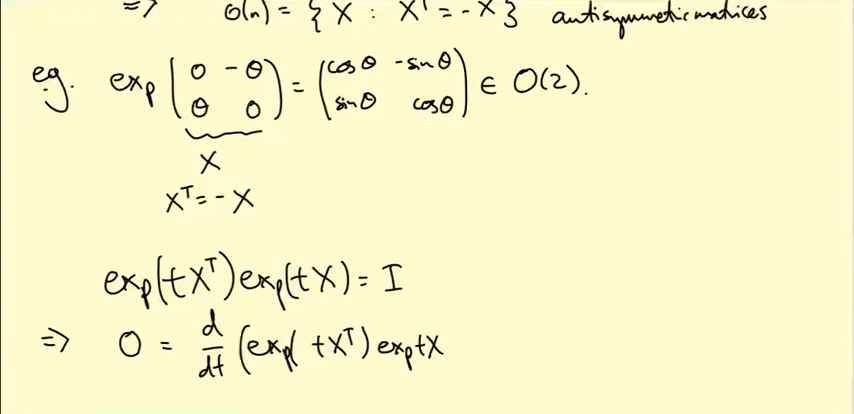 => o(n) = { X : Xᵀ = -X } antisymmetric matrices
e.g. exp ( 0 -θ ; θ 0 ) = ( cosθ -sinθ ; sinθ cosθ ) ∈ O(2).
X
Xᵀ = -X
exp(tXᵀ)exp(tX) = I
=> 0 = d/dt (exp( tXᵀ) exp tX